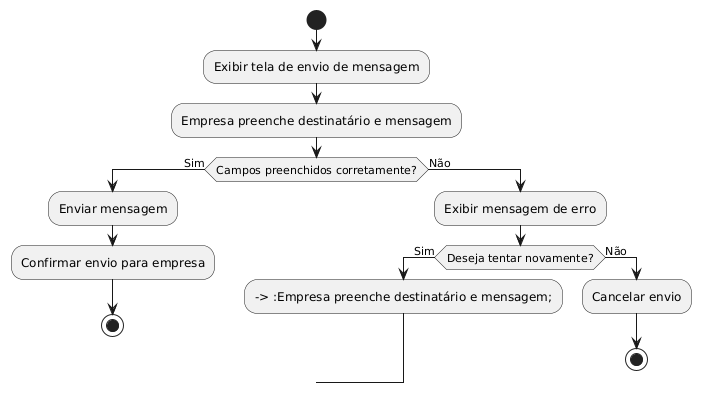 Exibir tela de envio de mensagem
Empresa preenche destinatário e mensagem
Sim
Campos preenchidos corretamente?
Não
Enviar mensagem
Exibir mensagem de erro
Confirmar envio para empresa
Sim
Deseja tentar novamente?
Não
-> :Empresa preenche destinatário e mensagem;
Cancelar envio